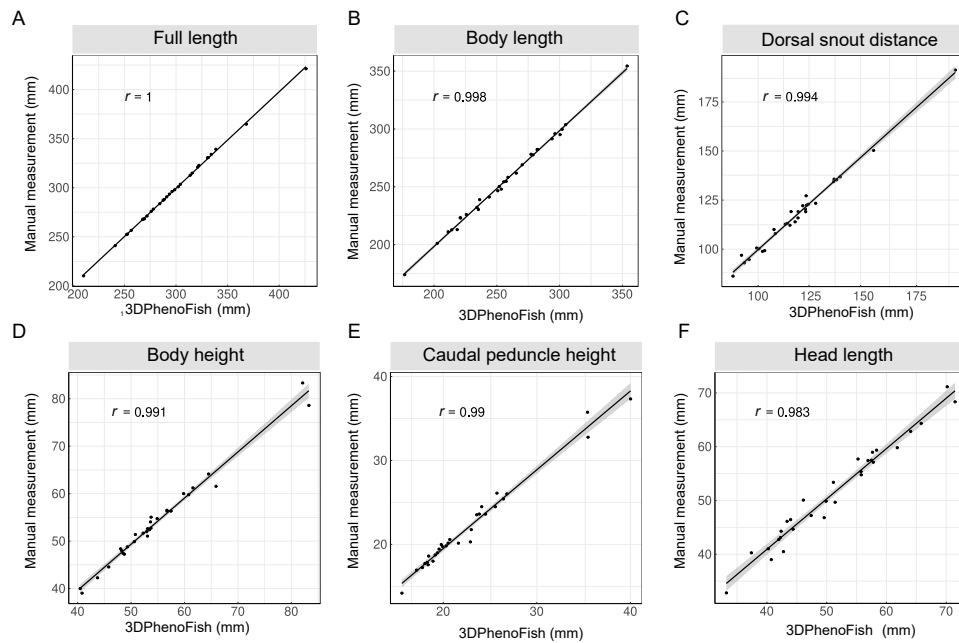 A
Full length
r = 1
Manual measurement (mm)
400
350
300
250
200
200
250
300
350
400
13DPhenoFish (mm)
B
Body length
r = 0.998
Manual measurement (mm)
350
300
250
200
200
250
300
350
3DPhenoFish (mm)
C
Dorsal snout distance
r = 0.994
Manual measurement (mm)
175
150
125
100
100
125
150
175
3DPhenoFish (mm)
D
Body height
r = 0.991
Manual measurement (mm)
80
70
60
50
40
40
50
60
70
80
3DPhenoFish (mm)
E
Caudal peduncle height
r = 0.99
Manual measurement (mm)
40
30
20
20
30
40
3DPhenoFish (mm)
F
Head length
r = 0.983
Manual measurement (mm)
70
60
50
40
40
50
60
70
3DPhenoFish (mm)